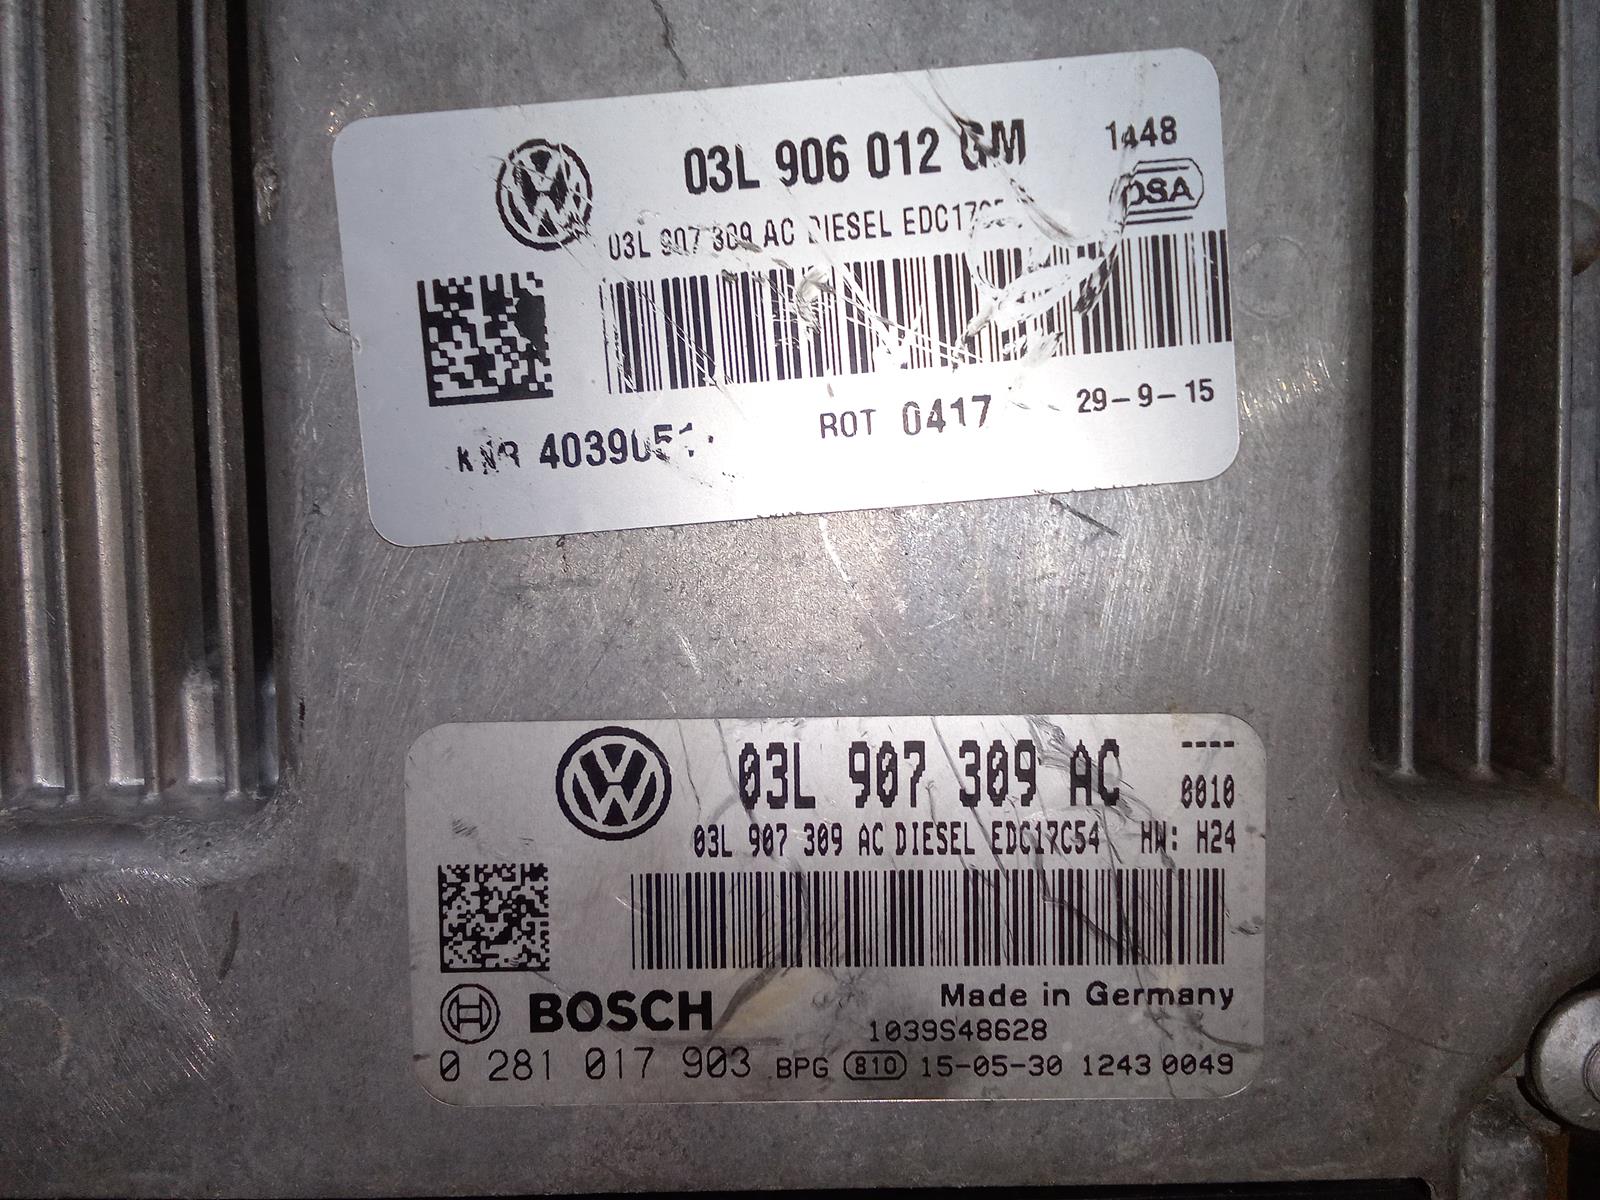 03L 906 012 GM 1448
OSA
03L 907 309 AC DIESEL
ROT 0417 29-9-15
03L 907 309 AC ----
0010
03L 907 309 AC DIESEL EDC17C54 HW: H24
BOSCH Made in Germany
1039S48628
0 281 017 903 BPG 810 15-05-30 1243 0049